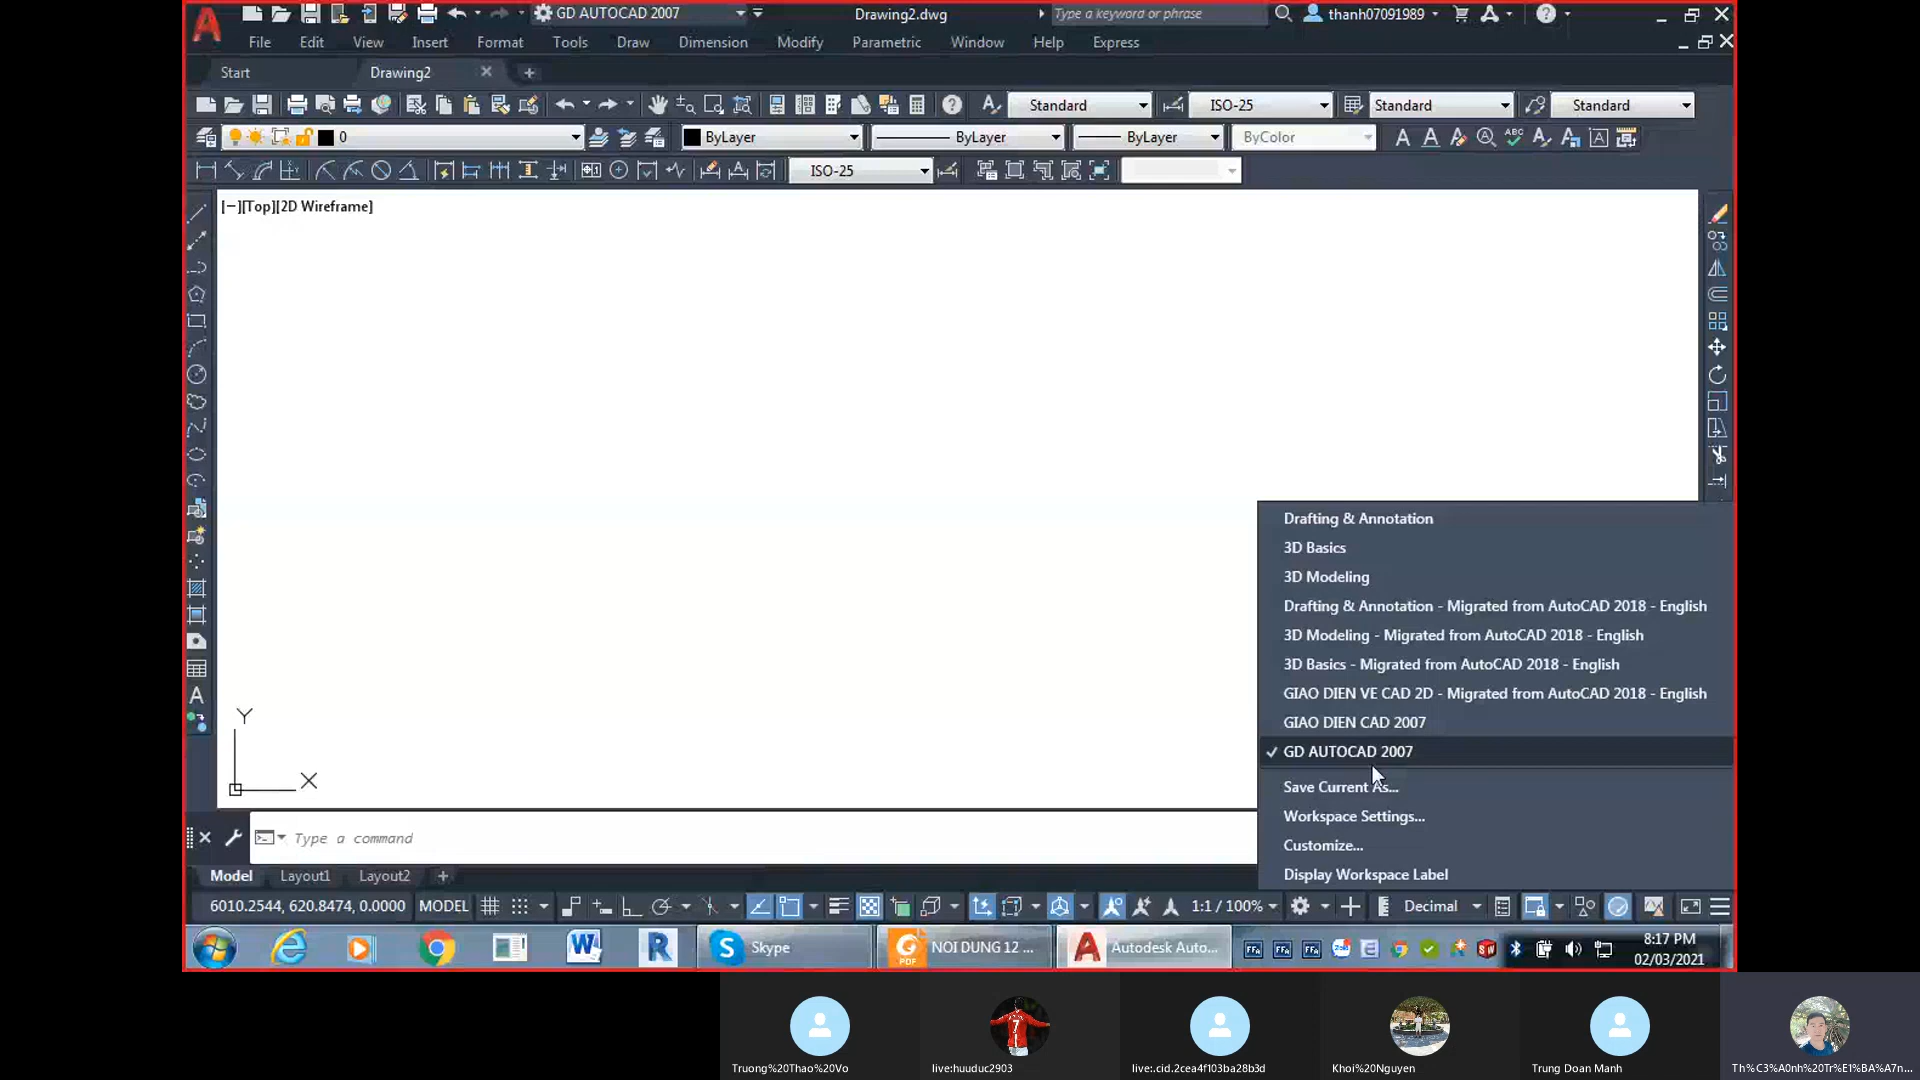 GD AUTOCAD 2007
Drawing2.dwg
Type a keyword or phrase
thanh07091989
File Edit View Insert Format Tools Draw Dimension Modify Parametric Window Help Express
Start
Drawing2
Standard ISO-25 Standard Standard
0 ByLayer ByLayer ByLayer ByColor
ISO-25
[−][Top][2D Wireframe]
Drafting & Annotation
3D Basics
3D Modeling
Drafting & Annotation - Migrated from AutoCAD 2018 - English
3D Modeling - Migrated from AutoCAD 2018 - English
3D Basics - Migrated from AutoCAD 2018 - English
GIAO DIEN VE CAD 2D - Migrated from AutoCAD 2018 - English
GIAO DIEN CAD 2007
GD AUTOCAD 2007
Save Current As...
Workspace Settings...
Customize...
Display Workspace Label
Y
X
Type a command
Model Layout1 Layout2
6010.2544, 620.8474, 0.0000 MODEL 1:1 / 100% Decimal
Skype
NOI DUNG 12 ...
Autodesk Auto...
8:17 PM
02/03/2021
Truong%20Thao%20Vo
live:huuduc2903
live:.cid.2cea4f103ba28b3d
Khoi%20Nguyen
Trung Doan Manh
Th%C3%A0nh%20Tr%E1%BA%A7n...